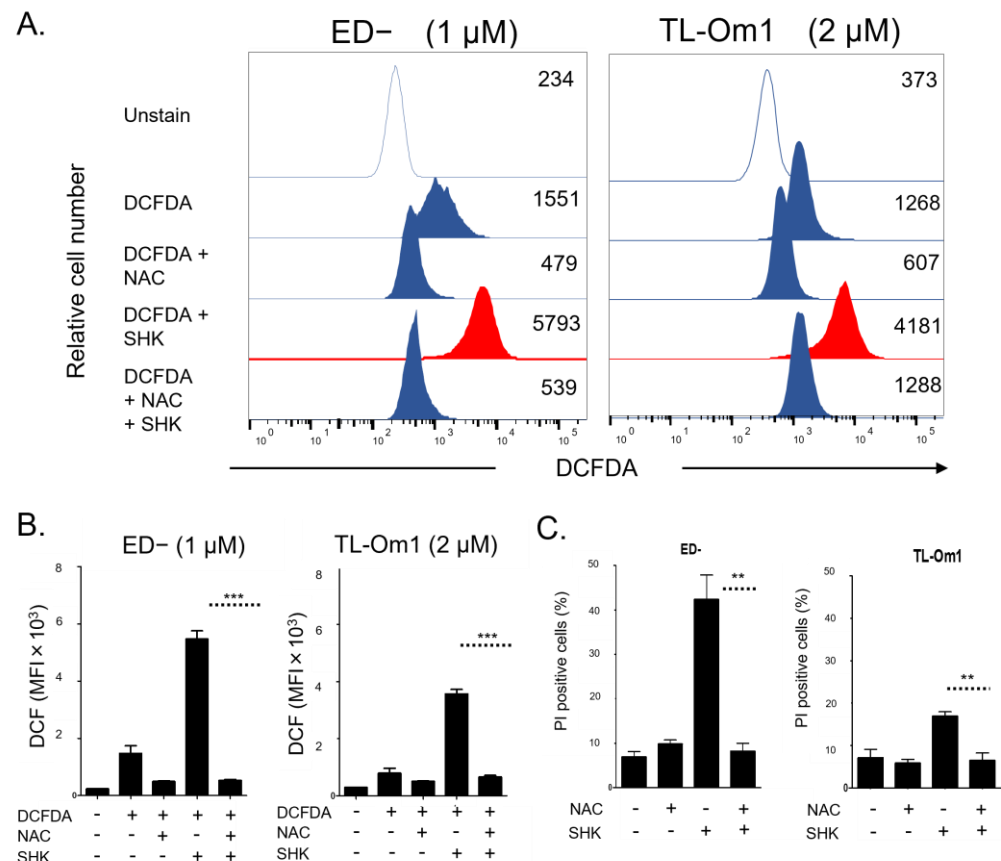 A.
ED− (1 µM)
TL-Om1 (2 µM)
Relative cell number
Unstain
234
373
DCFDA
1551
1268
DCFDA +
NAC
479
607
DCFDA +
SHK
5793
4181
DCFDA
+ NAC
+ SHK
539
1288
10⁰ 10¹ 10² 10³ 10⁴ 10⁵
10⁰ 10¹ 10² 10³ 10⁴ 10⁵
DCFDA
B.
ED− (1 µM)
DCF (MFI × 10³)
8
6
4
2
0
***
DCFDA - + + + +
NAC - - + - +
SHK - - - + +
TL-Om1 (2 µM)
DCF (MFI × 10³)
8
6
4
2
0
***
DCFDA - + + + +
NAC - - + - +
SHK - - - + +
C.
ED-
PI positive cells (%)
50
40
30
20
10
0
**
NAC - + - +
SHK - - + +
TL-Om1
PI positive cells (%)
50
40
30
20
10
0
**
NAC - + - +
SHK - - + +